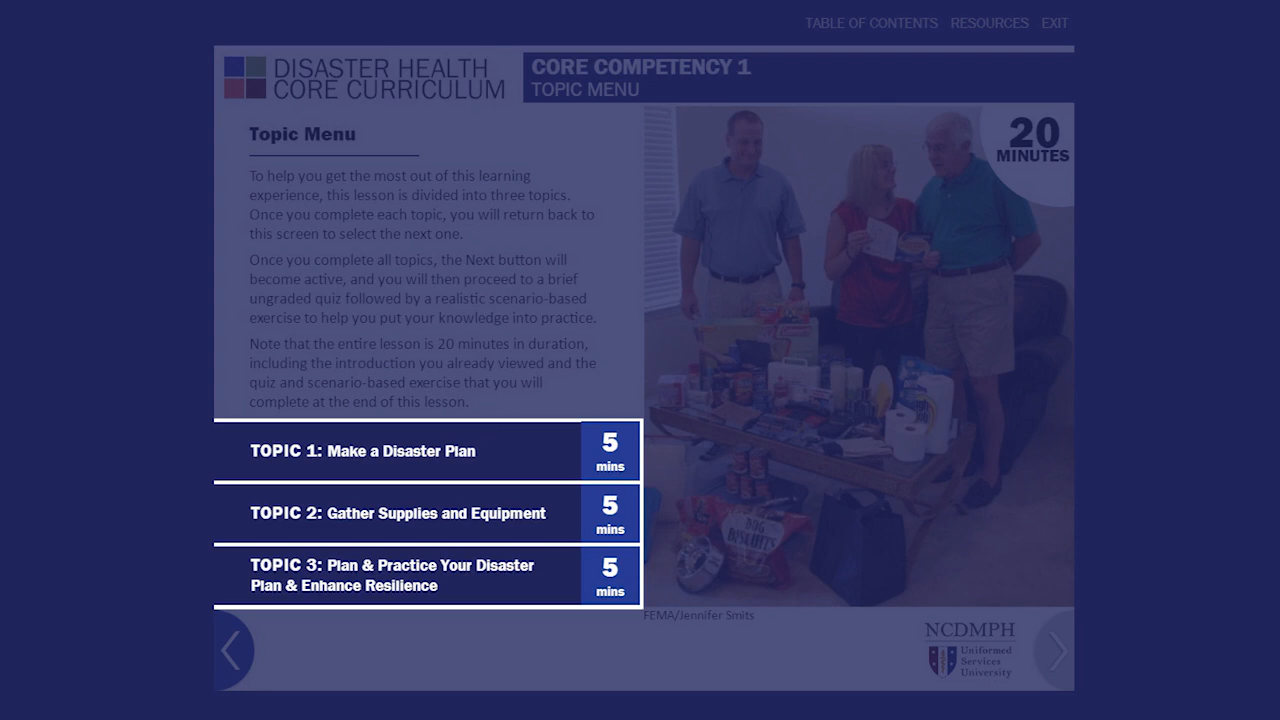 TABLE OF CONTENTS RESOURCES EXIT
DISASTER HEALTH
CORE CURRICULUM
CORE COMPETENCY 1
TOPIC MENU
Topic Menu
To help you get the most out of this learning
experience, this lesson is divided into three topics.
Once you complete each topic, you will return back to
this screen to select the next one.
Once you complete all topics, the Next button will
become active, and you will then proceed to a brief
ungraded quiz followed by a realistic scenario-based
exercise to help you put your knowledge into practice.
Note that the entire lesson is 20 minutes in duration,
including the introduction you already viewed and the
quiz and scenario-based exercise that you will
complete at the end of this lesson.
20
MINUTES
TOPIC 1: Make a Disaster Plan
5
mins
TOPIC 2: Gather Supplies and Equipment
5
mins
TOPIC 3: Plan & Practice Your Disaster
Plan & Enhance Resilience
5
mins
DOG
BISCUITS
FEMA/Jennifer Smits
NCDMPH
Uniformed
Services
University